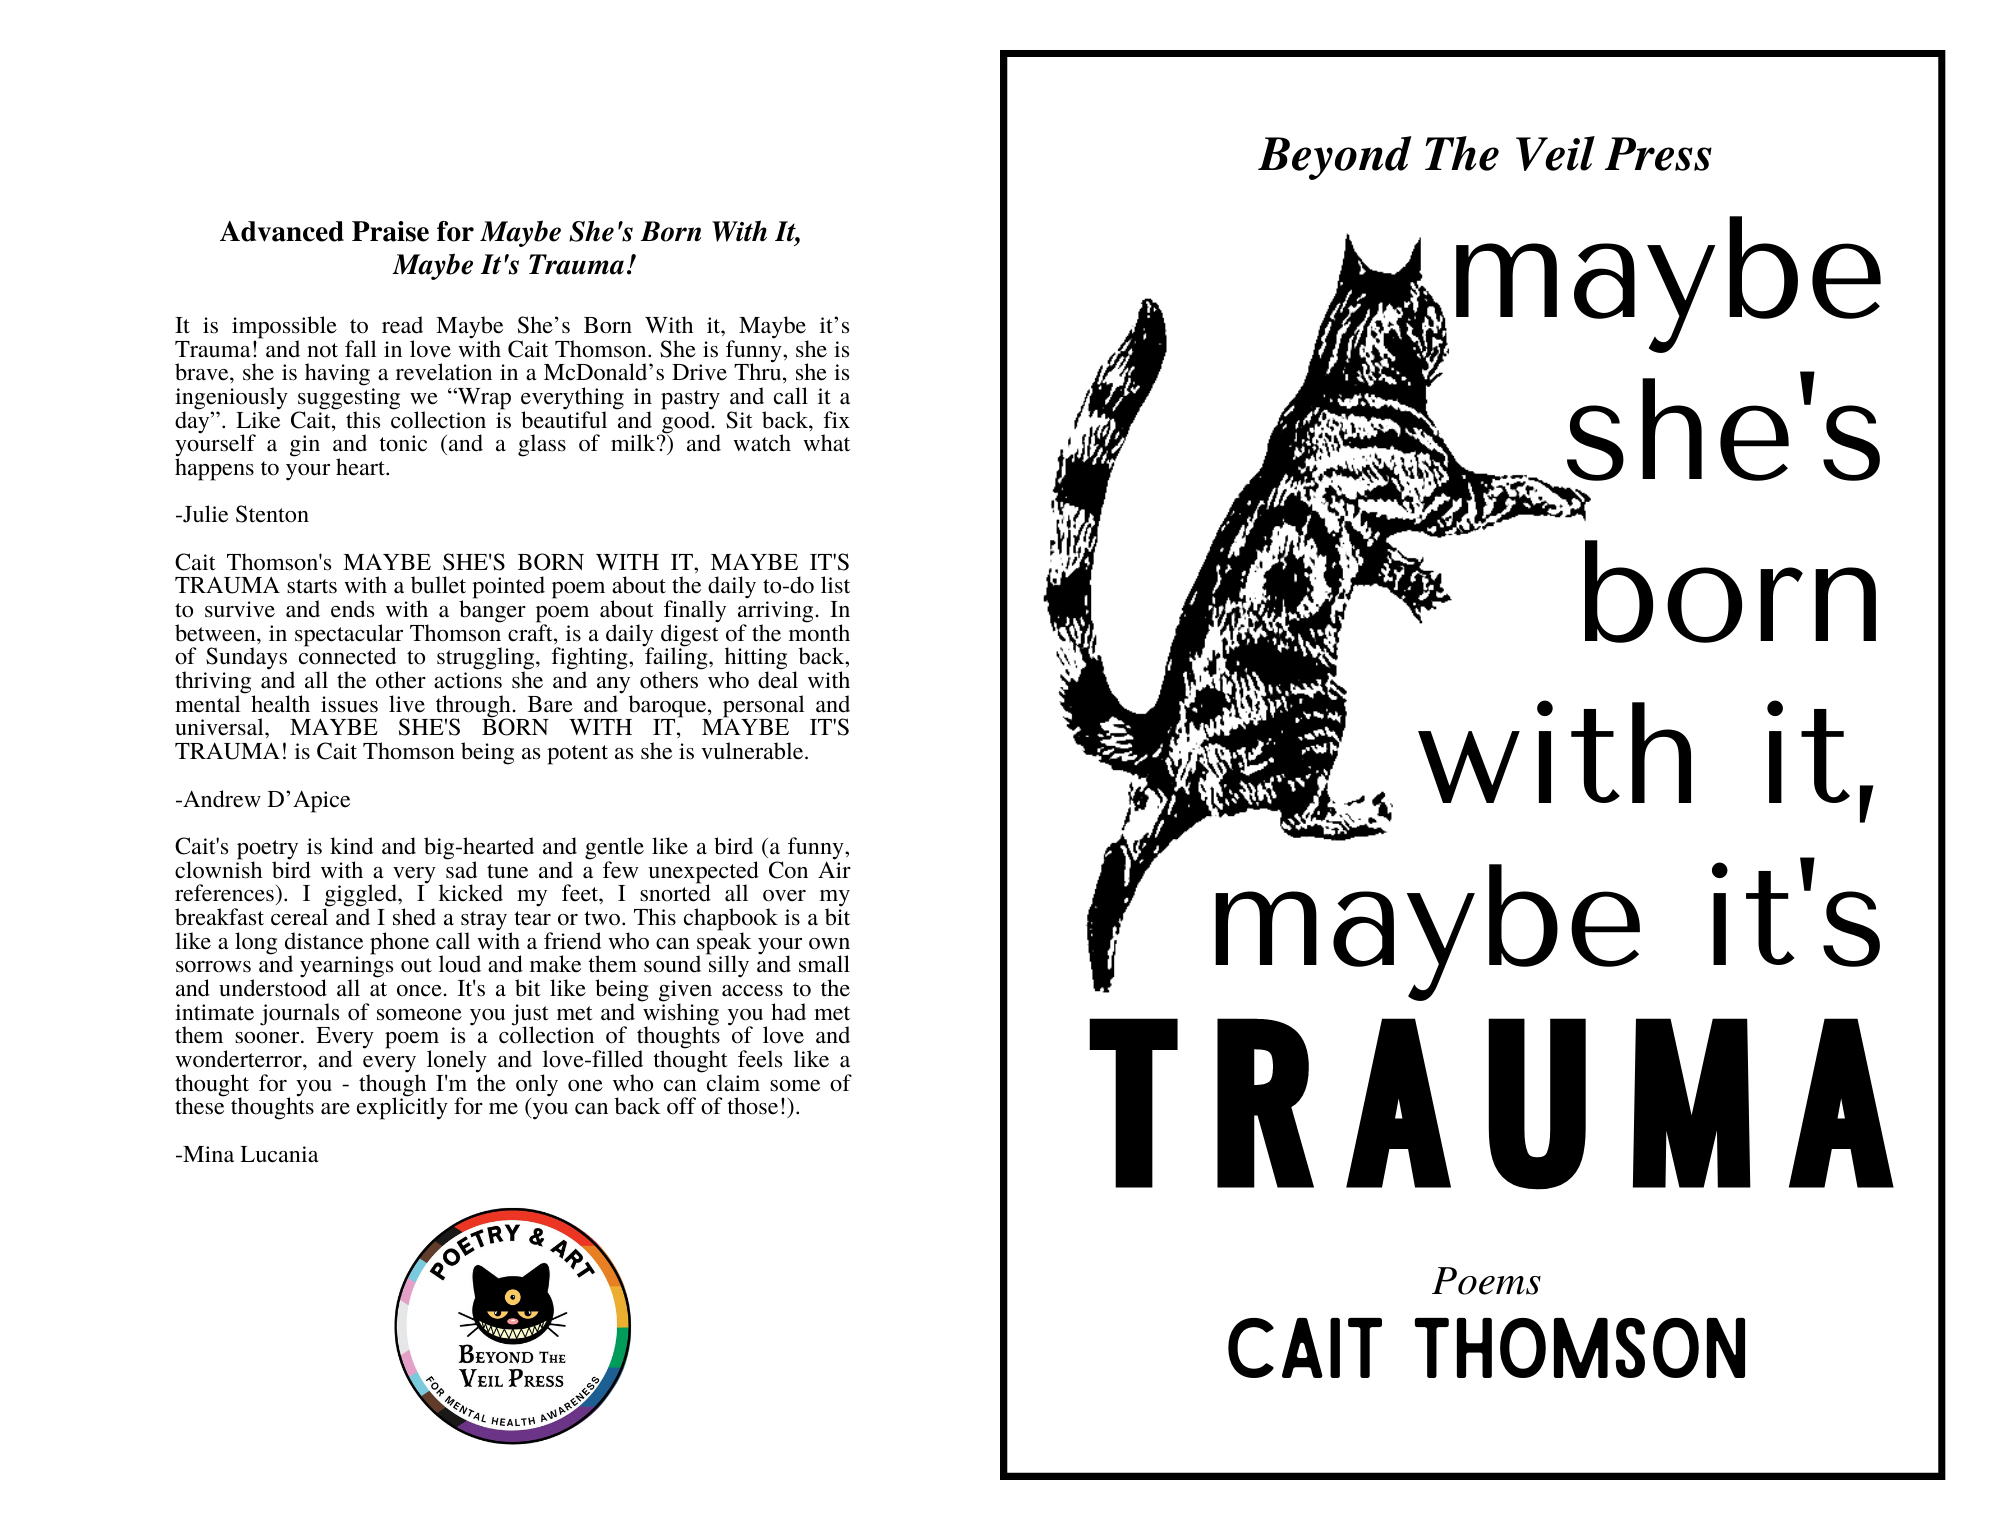 Advanced Praise for Maybe She's Born With It,
Maybe It's Trauma!
It is impossible to read Maybe She’s Born With it, Maybe it’s
Trauma! and not fall in love with Cait Thomson. She is funny, she is
brave, she is having a revelation in a McDonald’s Drive Thru, she is
ingeniously suggesting we “Wrap everything in pastry and call it a
day”. Like Cait, this collection is beautiful and good. Sit back, fix
yourself a gin and tonic (and a glass of milk?) and watch what
happens to your heart.
-Julie Stenton
Cait Thomson's MAYBE SHE'S BORN WITH IT, MAYBE IT'S
TRAUMA starts with a bullet pointed poem about the daily to-do list
to survive and ends with a banger poem about finally arriving. In
between, in spectacular Thomson craft, is a daily digest of the month
of Sundays connected to struggling, fighting, failing, hitting back,
thriving and all the other actions she and any others who deal with
mental health issues live through. Bare and baroque, personal and
universal, MAYBE SHE'S BORN WITH IT, MAYBE IT'S
TRAUMA! is Cait Thomson being as potent as she is vulnerable.
-Andrew D’Apice
Cait's poetry is kind and big-hearted and gentle like a bird (a funny,
clownish bird with a very sad tune and a few unexpected Con Air
references). I giggled, I kicked my feet, I snorted all over my
breakfast cereal and I shed a stray tear or two. This chapbook is a bit
like a long distance phone call with a friend who can speak your own
sorrows and yearnings out loud and make them sound silly and small
and understood all at once. It's a bit like being given access to the
intimate journals of someone you just met and wishing you had met
them sooner. Every poem is a collection of thoughts of love and
wonderterror, and every lonely and love-filled thought feels like a
thought for you - though I'm the only one who can claim some of
these thoughts are explicitly for me (you can back off of those!).
-Mina Lucania
POETRY & ART
BEYOND THE
VEIL PRESS
FOR MENTAL HEALTH AWARENESS
Beyond The Veil Press
maybe
she's
born
with it,
maybe it's
TRAUMA
Poems
CAIT THOMSON